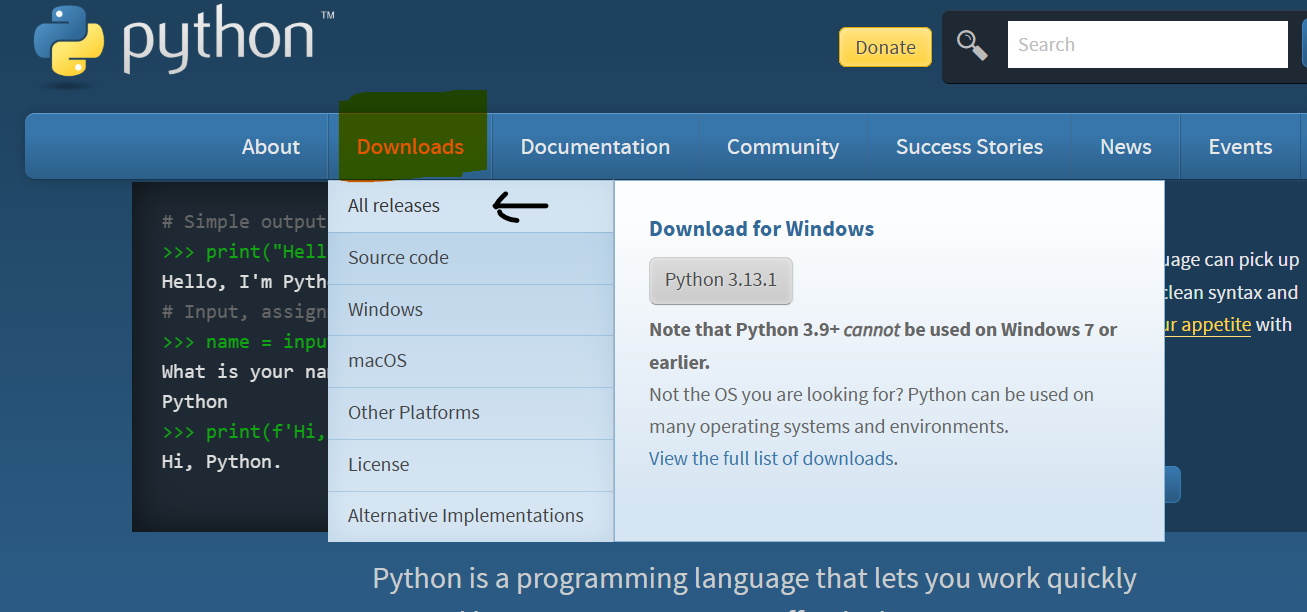 python™
Donate
Search
About
Downloads
Documentation
Community
Success Stories
News
Events
# Simple output
>>> print("Hell
Hello, I'm Pyth
# Input, assign
>>> name = inpu
What is your na
Python
>>> print(f'Hi,
Hi, Python.
All releases
Source code
Windows
macOS
Other Platforms
License
Alternative Implementations
Download for Windows
Python 3.13.1
Note that Python 3.9+ cannot be used on Windows 7 or
earlier.
Not the OS you are looking for? Python can be used on
many operating systems and environments.
View the full list of downloads.
uage can pick up
clean syntax and
ur appetite with
Python is a programming language that lets you work quickly